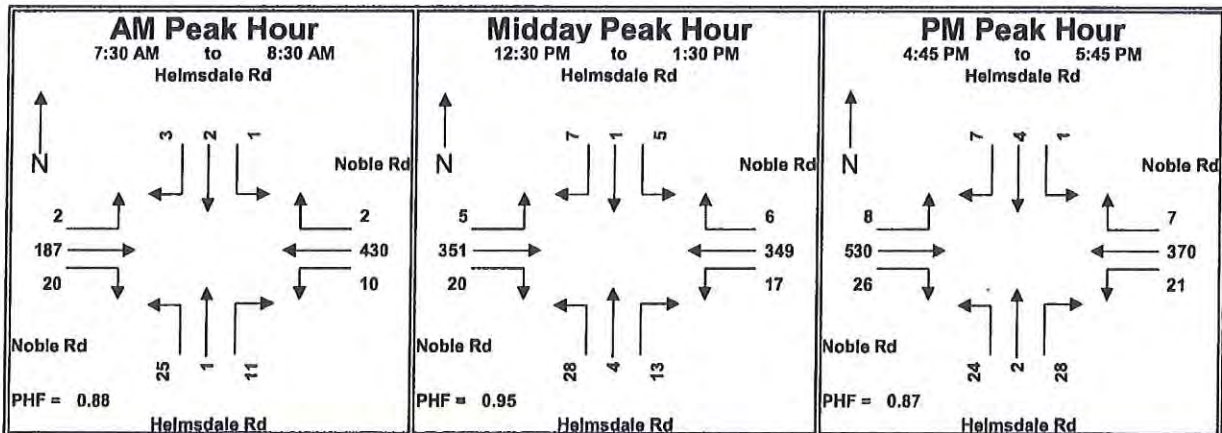 AM Peak Hour
7:30 AM to 8:30 AM
Helmsdale Rd
N
3 2 1
Noble Rd
2 2
187 430
20 10
Noble Rd
25 1 11
PHF = 0.88
Helmsdale Rd
Midday Peak Hour
12:30 PM to 1:30 PM
Helmsdale Rd
N
7 1 5
Noble Rd
5 6
351 349
20 17
Noble Rd
28 4 13
PHF = 0.95
Helmsdale Rd
PM Peak Hour
4:45 PM to 5:45 PM
Helmsdale Rd
N
7 4 1
Noble Rd
8 7
530 370
26 21
Noble Rd
24 2 28
PHF = 0.87
Helmsdale Rd